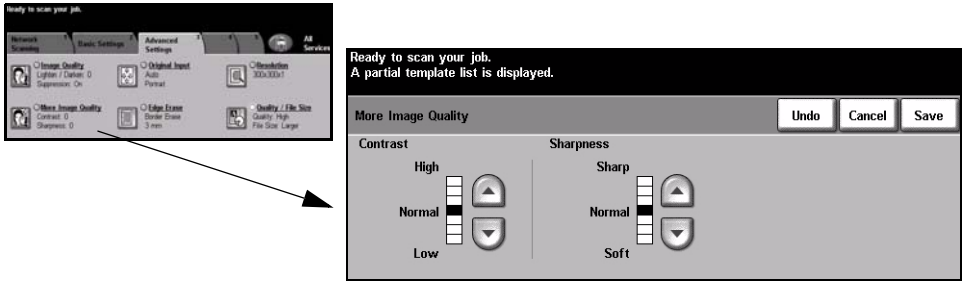 Ready to scan your job.
Network Scanning
Basic Settings
Advanced Settings
All Services
Image Quality
Lighten / Darken: 0
Suppression: On
Original Input
Auto
Portrait
Resolution
300x300x1
More Image Quality
Contrast: 0
Sharpness: 0
Edge Erase
Border Erase
3 mm
Quality / File Size
Quality: High
File Size: Larger
Ready to scan your job.
A partial template list is displayed.
More Image Quality
Undo
Cancel
Save
Contrast
Sharpness
High
Sharp
Normal
Normal
Low
Soft